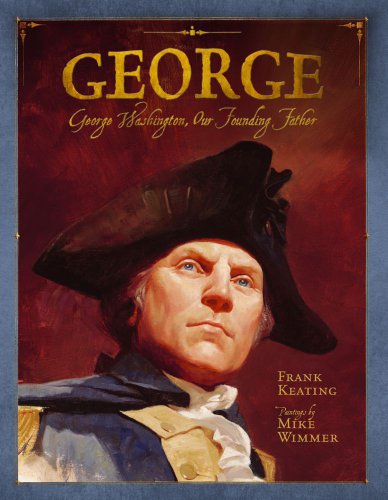 GEORGE
George Washington, Our Founding Father
FRANK
KEATING
Paintings by
MIKE
WIMMER